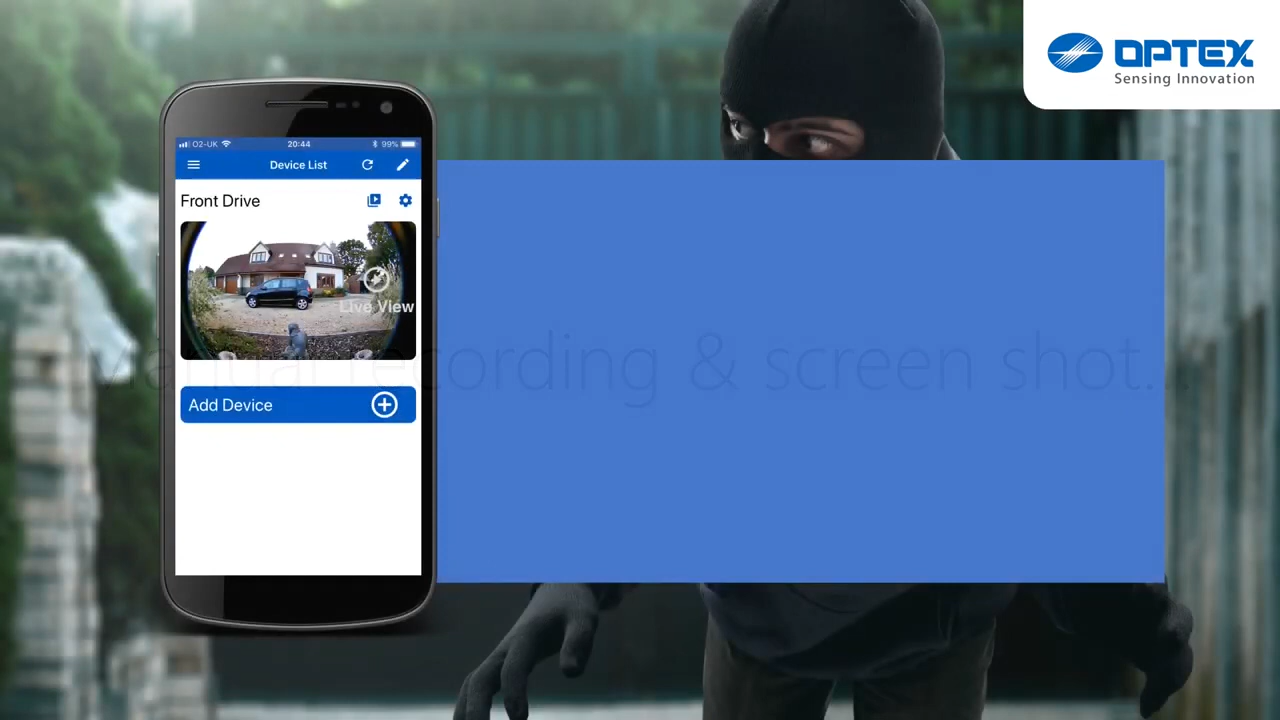 OPTEX
Sensing Innovation
O2-UK
20:44
99%
Device List
Front Drive
Live View
Manual recording & screen shot...
Add Device